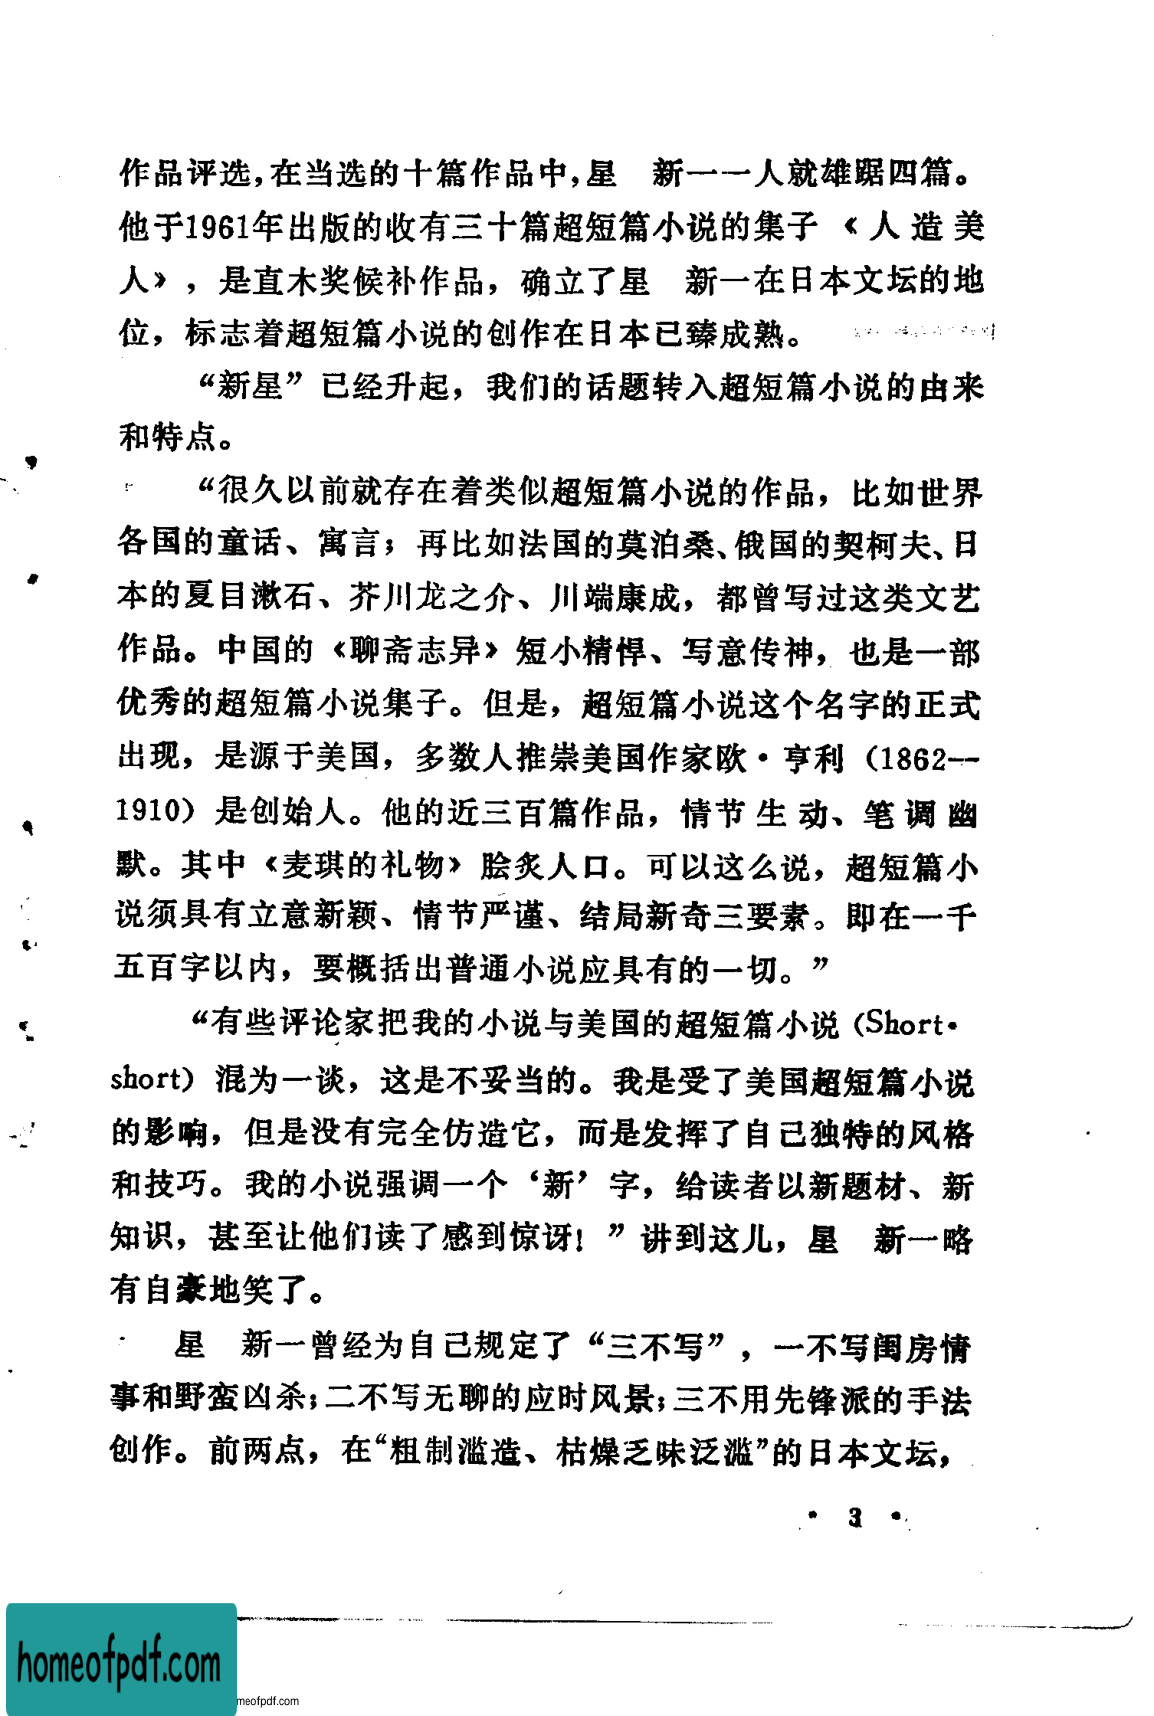 作品评选，在当选的十篇作品中，星　新一一人就雄踞四篇。
他于1961年出版的收有三十篇超短篇小说的集子《人造美
人》，是直木奖候补作品，确立了星　新一在日本文坛的地
位，标志着超短篇小说的创作在日本已臻成熟。
“新星”已经升起，我们的话题转入超短篇小说的由来
和特点。
“很久以前就存在着类似超短篇小说的作品，比如世界
各国的童话、寓言；再比如法国的莫泊桑、俄国的契柯夫、日
本的夏目漱石、芥川龙之介、川端康成，都曾写过这类文艺
作品。中国的《聊斋志异》短小精悍、写意传神，也是一部
优秀的超短篇小说集子。但是，超短篇小说这个名字的正式
出现，是源于美国，多数人推崇美国作家欧·亨利（1862—
1910）是创始人。他的近三百篇作品，情节生动、笔调幽
默。其中《麦琪的礼物》脍炙人口。可以这么说，超短篇小
说须具有立意新颖、情节严谨、结局新奇三要素。即在一千
五百字以内，要概括出普通小说应具有的一切。”
“有些评论家把我的小说与美国的超短篇小说（Short·
short）混为一谈，这是不妥当的。我是受了美国超短篇小说
的影响，但是没有完全仿造它，而是发挥了自己独特的风格
和技巧。我的小说强调一个‘新’字，给读者以新题材、新
知识，甚至让他们读了感到惊讶！”讲到这儿，星　新一略
有自豪地笑了。
星　新一曾经为自己规定了“三不写”，一不写闺房情
事和野蛮凶杀；二不写无聊的应时风景；三不用先锋派的手法
创作。前两点，在“粗制滥造、枯燥乏味泛滥”的日本文坛，
· 3 ·
homeofpdf.com
meofpdf.com